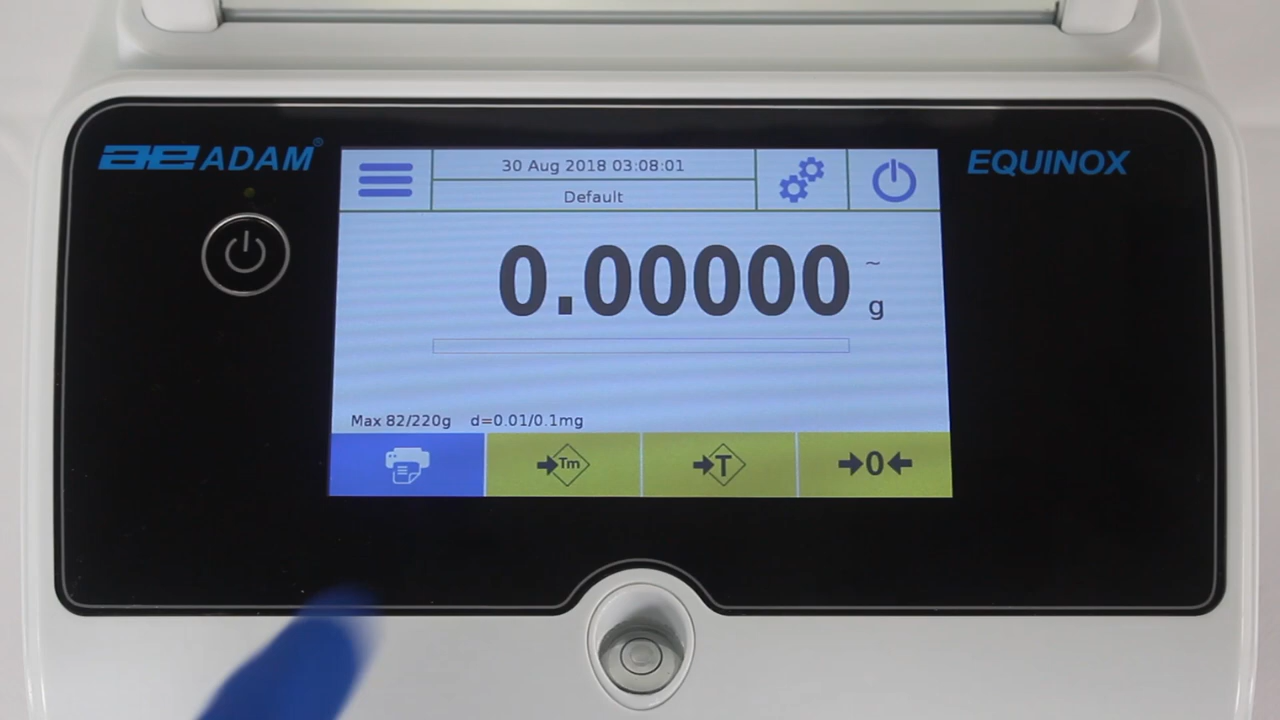 ae ADAM®
EQUINOX
30 Aug 2018 03:08:01
Default
0.00000 ~ g
Max 82/220g d=0.01/0.1mg
Tm
T
0